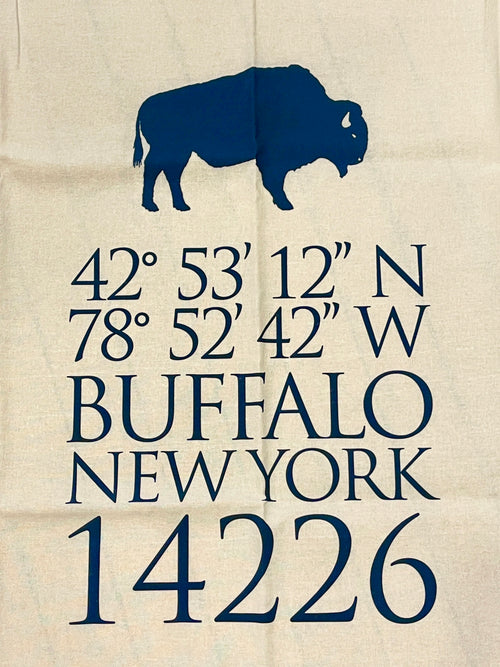 42° 53' 12” N
78° 52' 42” W
BUFFALO
NEW YORK
14226